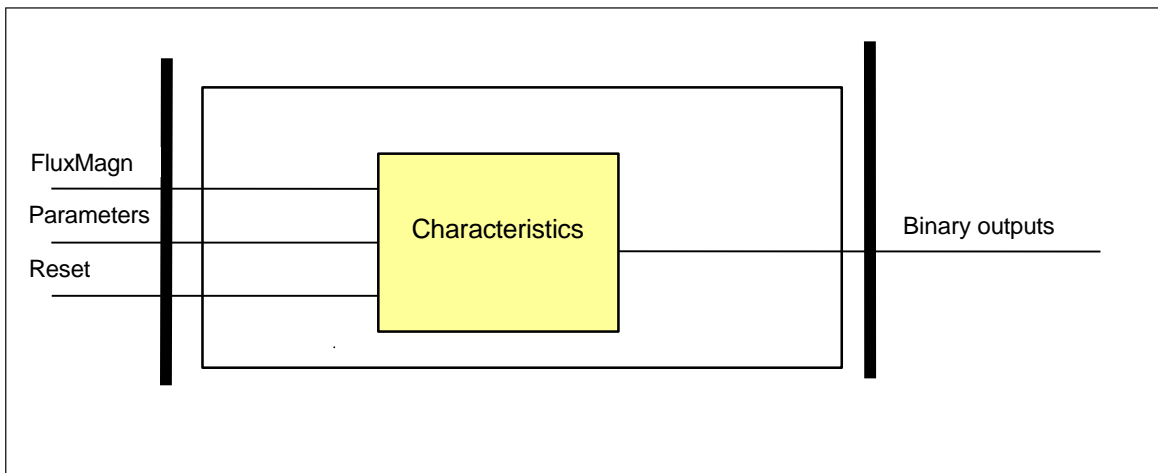 FluxMagn
Parameters
Reset
Characteristics
Binary outputs